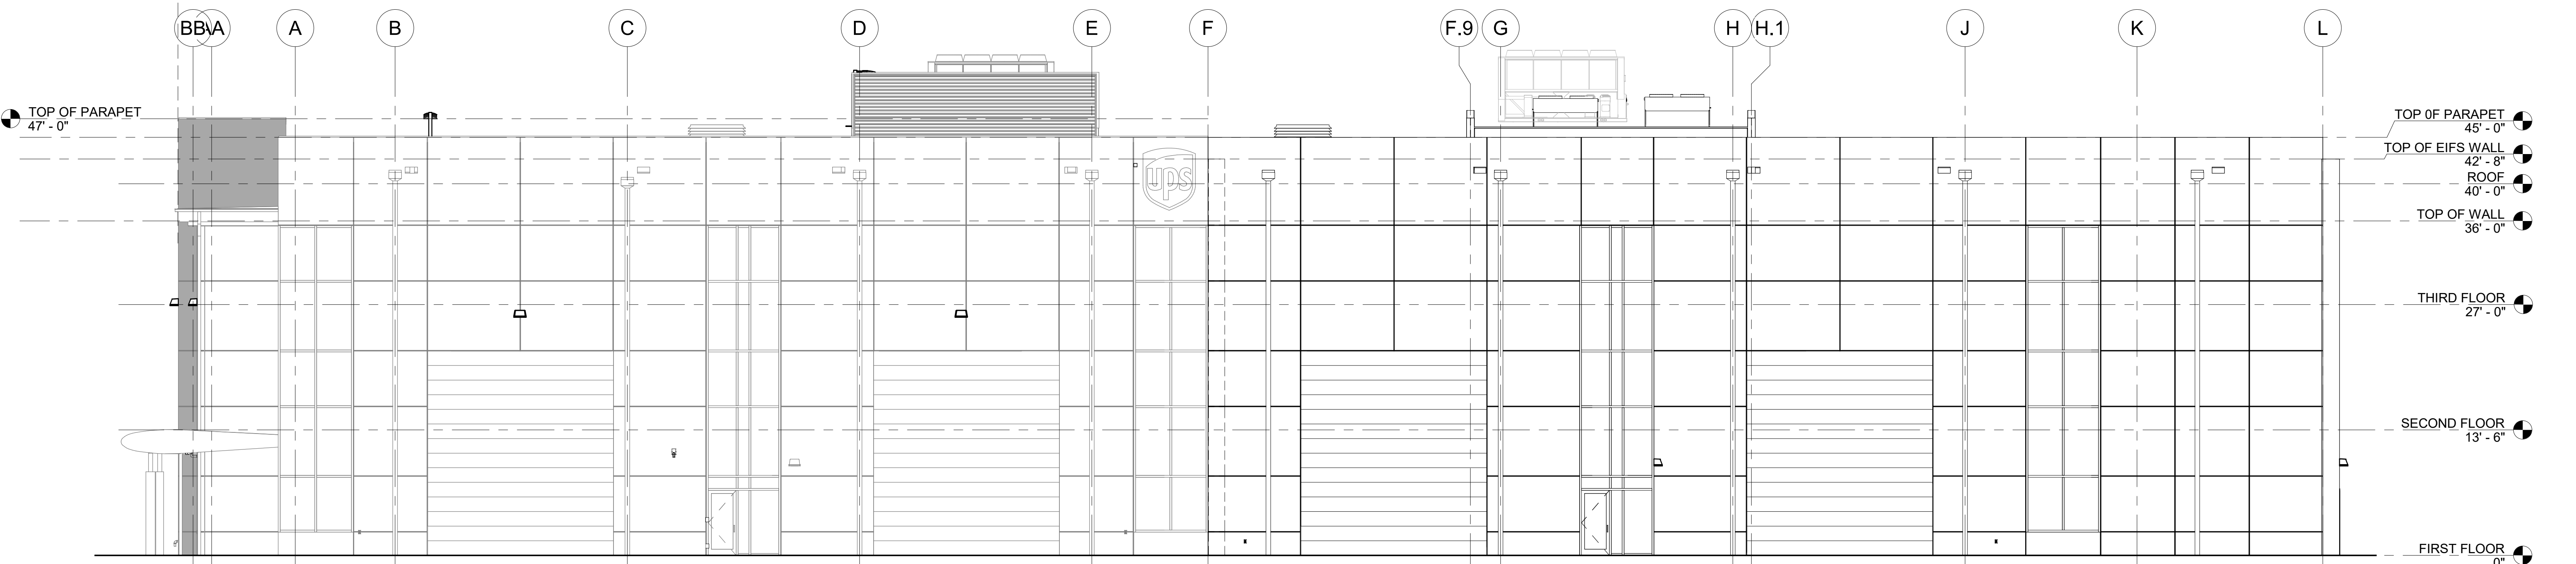 BB AA A B C D E F F.9 G H H.1 J K L
TOP OF PARAPET
47' - 0"
TOP 0F PARAPET
45' - 0"
TOP OF EIFS WALL
42' - 8"
ROOF
40' - 0"
TOP OF WALL
36' - 0"
ups
THIRD FLOOR
27' - 0"
SECOND FLOOR
13' - 6"
FIRST FLOOR
0"